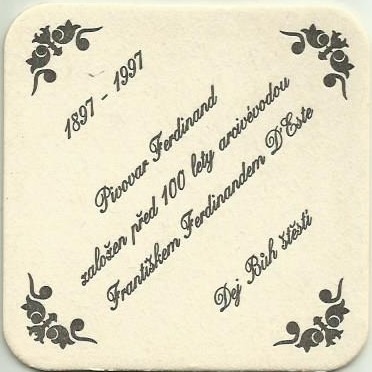 1897 - 1997
Pivovar Ferdinand
založen před 100 lety arcivévodou
Františkem Ferdinandem D'Este
Dej Bůh štěstí